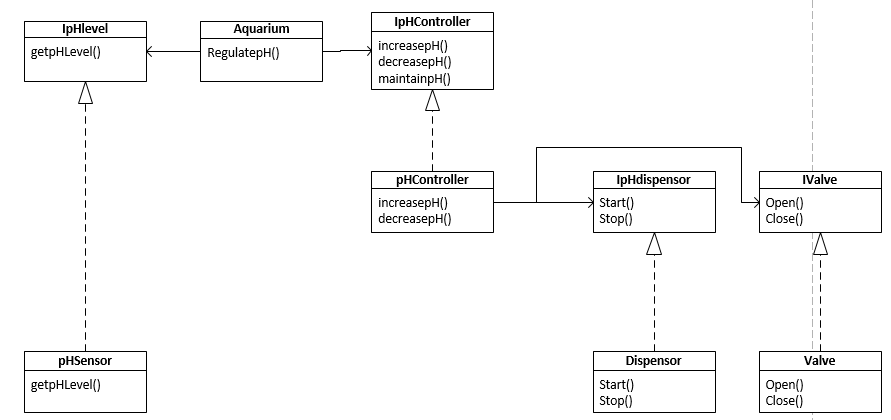 IpHlevel
getpHLevel()
Aquarium
RegulatepH()
IpHController
increasepH()
decreasepH()
maintainpH()
pHController
increasepH()
decreasepH()
IpHdispensor
Start()
Stop()
IValve
Open()
Close()
pHSensor
getpHLevel()
Dispensor
Start()
Stop()
Valve
Open()
Close()